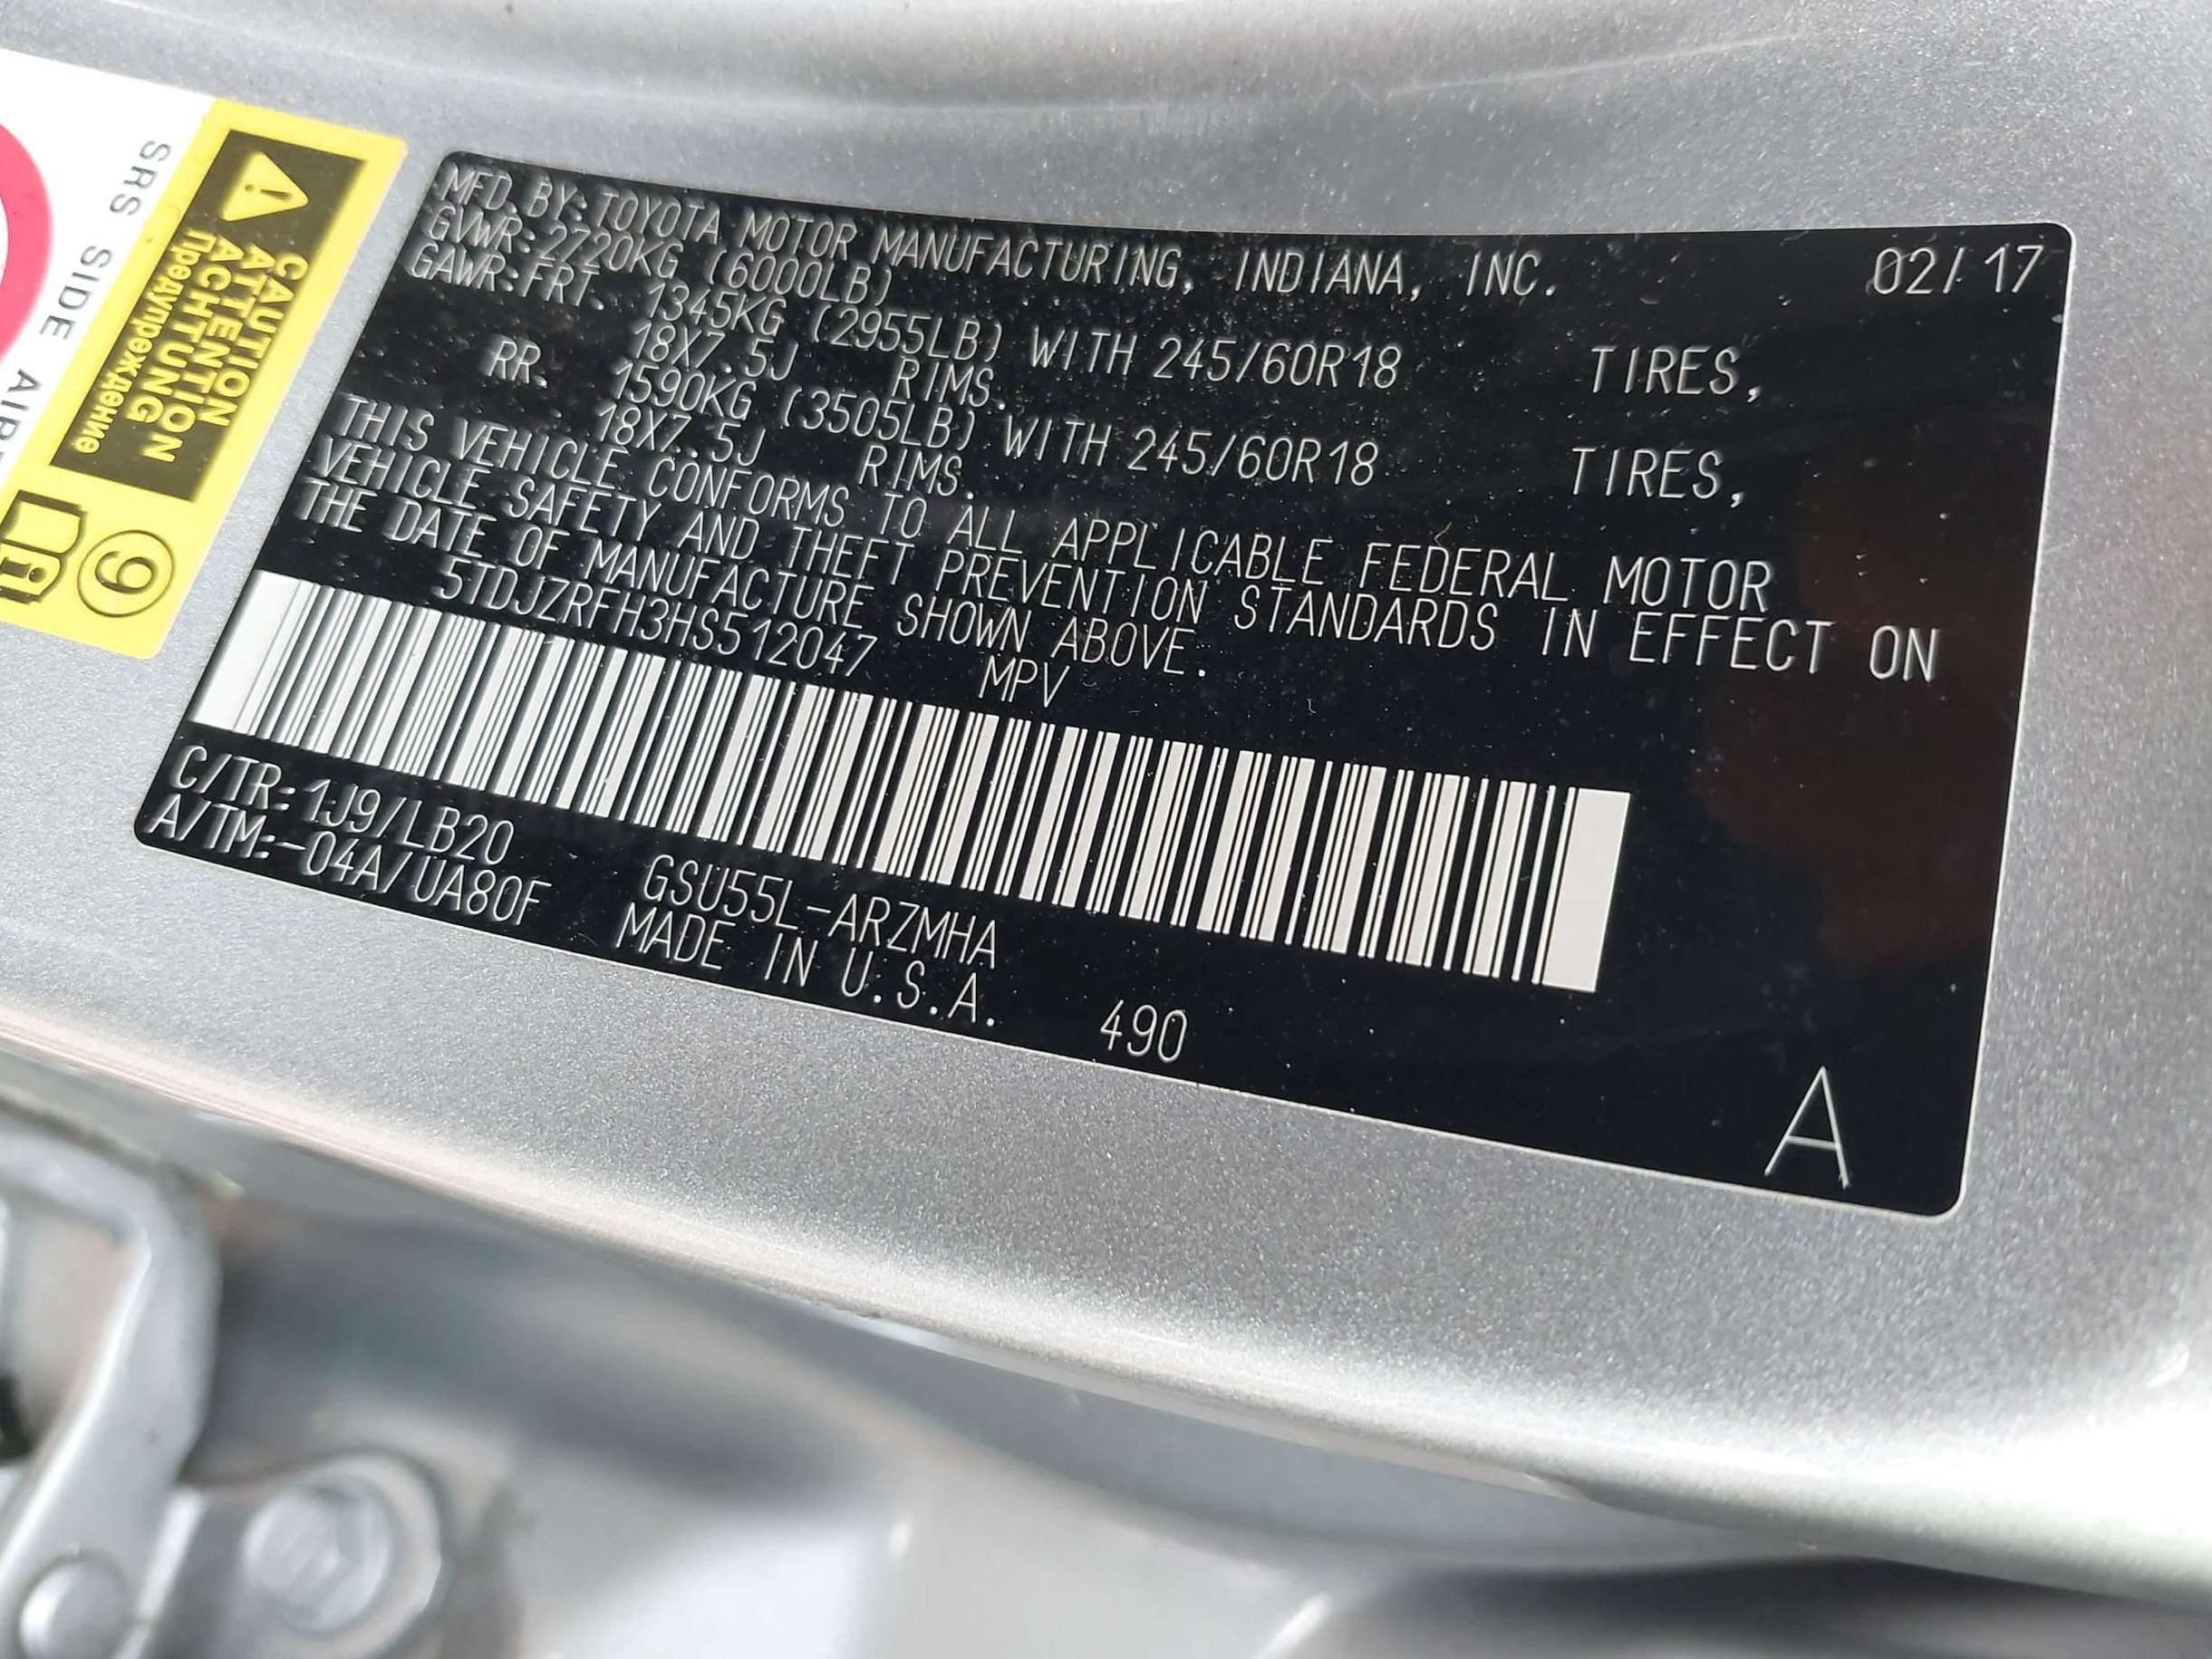 SRS SIDE AIR
CAUTION
ATTENTION
ACHTUNG
Предупреждение
9
MFD. BY: TOYOTA MOTOR MANUFACTURING, INDIANA, INC. 02/17
GVWR: 2720KG (6000LB)
GAWR: FRT. 1345KG (2955LB) WITH 245/60R18 TIRES,
18X7.5J RIMS.
RR. 1590KG (3505LB) WITH 245/60R18 TIRES,
18X7.5J RIMS.
THIS VEHICLE CONFORMS TO ALL APPLICABLE FEDERAL MOTOR
VEHICLE SAFETY AND THEFT PREVENTION STANDARDS IN EFFECT ON
THE DATE OF MANUFACTURE SHOWN ABOVE.
5TDJZRFH3HS512047 MPV
C/TR: 1J9/LB20 GSU55L-ARZMHA
A/TM: -04A/UA80F MADE IN U.S.A. 490
A